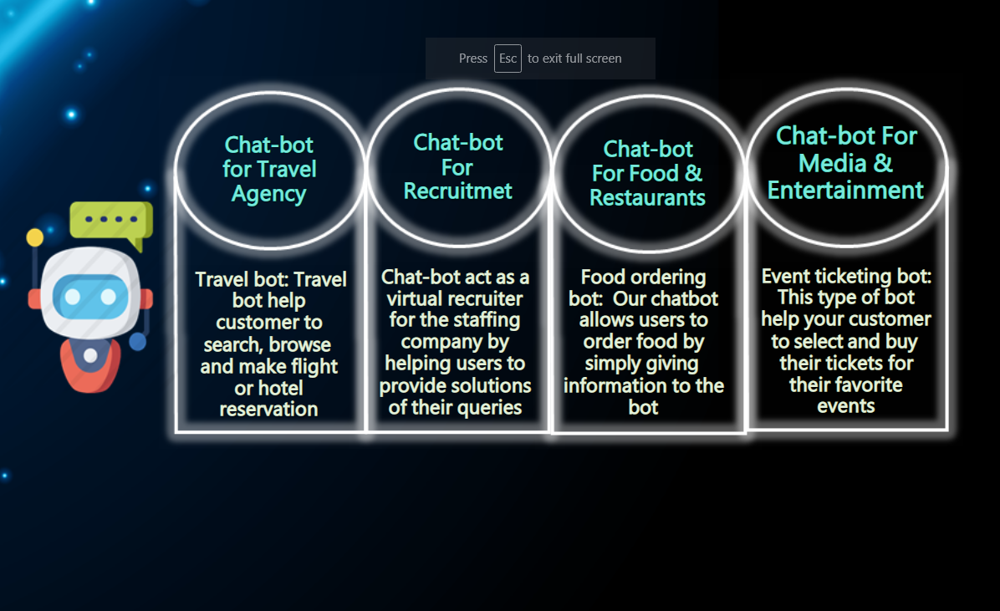 Press Esc to exit full screen
Chat-bot
for Travel
Agency
Travel bot: Travel
bot help
customer to
search, browse
and make flight
or hotel
reservation
Chat-bot
For
Recruitmet
Chat-bot act as a
virtual recruiter
for the staffing
company by
helping users to
provide solutions
of their queries
Chat-bot
For Food &
Restaurants
Food ordering
bot:  Our chatbot
allows users to
order food by
simply giving
information to the
bot
Chat-bot For
Media &
Entertainment
Event ticketing bot:
This type of bot
help your customer
to select and buy
their tickets for
their favorite
events